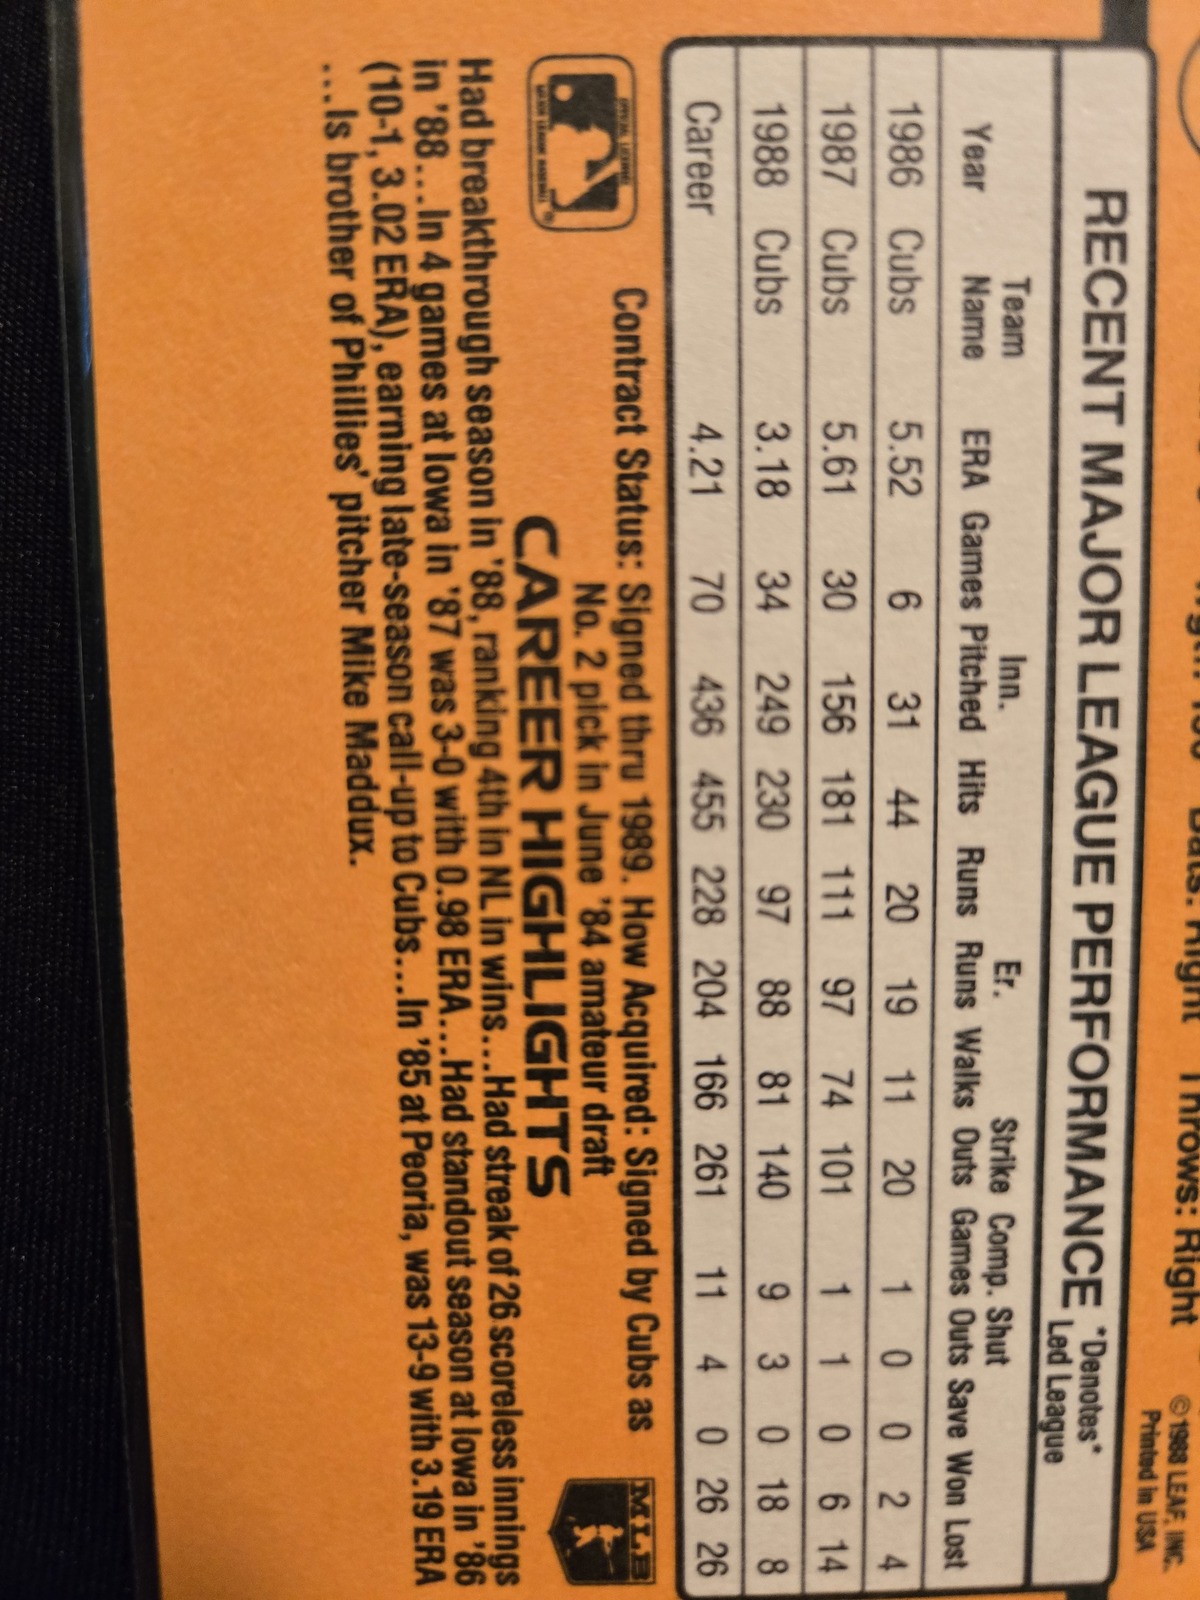 Bats: Right Throws: Right
©1988 LEAF, INC.
Printed in USA
RECENT MAJOR LEAGUE PERFORMANCE *Denotes* Led League
Year Team Name ERA Games Inn. Pitched Hits Runs Er. Runs Walks Strike Outs Comp. Games Shut Outs Save Won Lost
1986 Cubs 5.52 6 31 44 20 19 11 20 1 0 0 2 4
1987 Cubs 5.61 30 156 181 111 97 74 101 1 1 0 6 14
1988 Cubs 3.18 34 249 230 97 88 81 140 9 3 0 18 8
Career 4.21 70 436 455 228 204 166 261 11 4 0 26 26
Contract Status: Signed thru 1989. How Acquired: Signed by Cubs as
No. 2 pick in June '84 amateur draft
MLB
CAREER HIGHLIGHTS
Had breakthrough season in '88, ranking 4th in NL in wins...Had streak of 26 scoreless innings
in '88...In 4 games at Iowa in '87 was 3-0 with 0.98 ERA...Had standout season at Iowa in '86
(10-1, 3.02 ERA), earning late-season call-up to Cubs...In '85 at Peoria, was 13-9 with 3.19 ERA
...Is brother of Phillies' pitcher Mike Maddux.